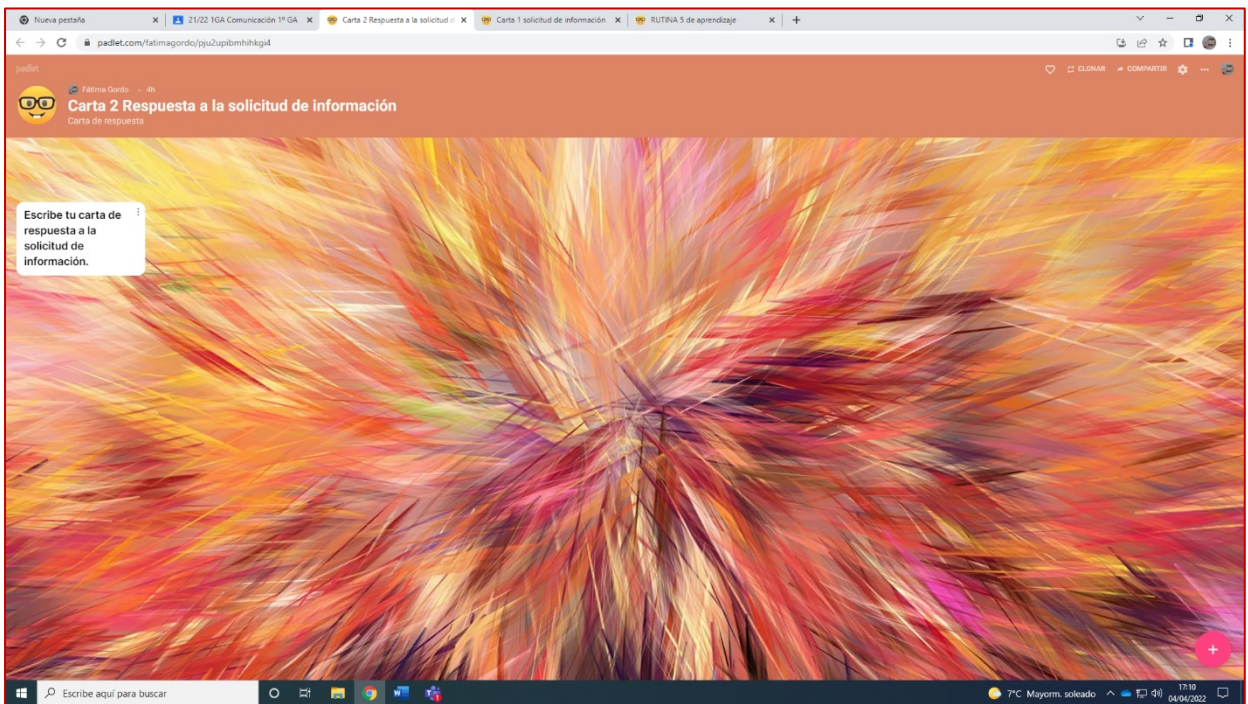 Nueva pestaña
21/22 1GA Comunicación 1º GA
Carta 2 Respuesta a la solicitud d
Carta 1 solicitud de información
RUTINA 5 de aprendizaje
padlet.com/fatimagordo/pju2upibmhihkgi4
padlet
CLONAR
COMPARTIR
Fátima Gordo
4h
Carta 2 Respuesta a la solicitud de información
Carta de respuesta
Escribe tu carta de
respuesta a la
solicitud de
información.
Escribe aquí para buscar
7°C Mayorm. soleado
17:10
04/04/2022